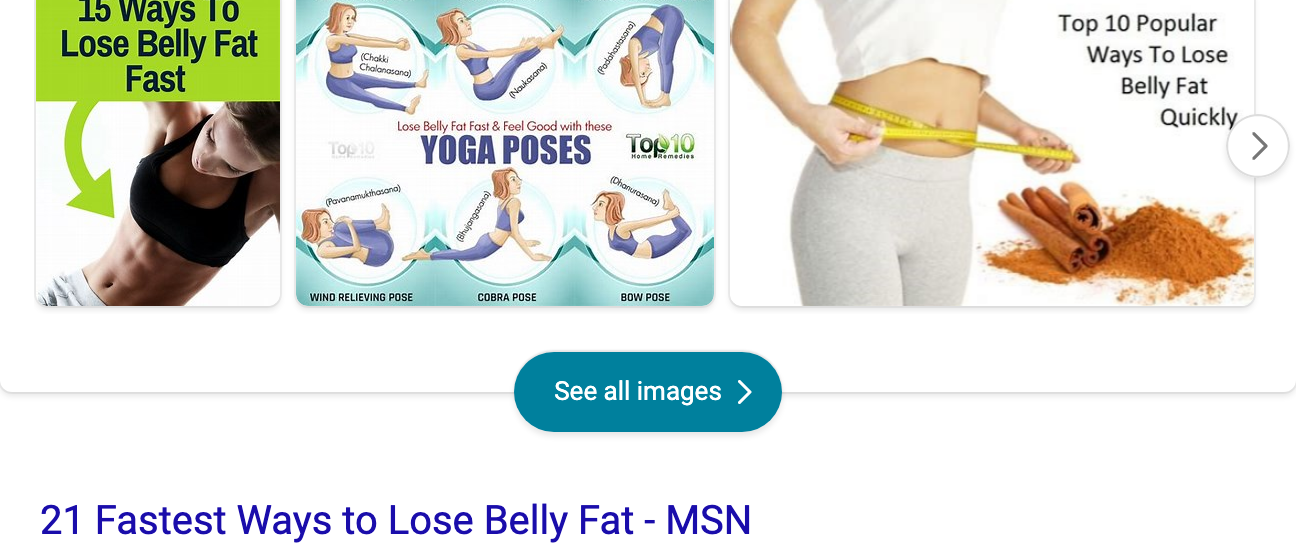 15 Ways To
Lose Belly Fat
Fast
(Chakki
Chalanasana)
(Naukasana)
(Padahastasana)
Lose Belly Fat Fast & Feel Good with these
YOGA POSES
Top10
Home Remedies
Top10
Home Remedies
(Pavanamukthasana)
(Bhujangasana)
(Dhanurasana)
WIND RELIEVING POSE
COBRA POSE
BOW POSE
Top 10 Popular
Ways To Lose
Belly Fat
Quickly
See all images
21 Fastest Ways to Lose Belly Fat - MSN